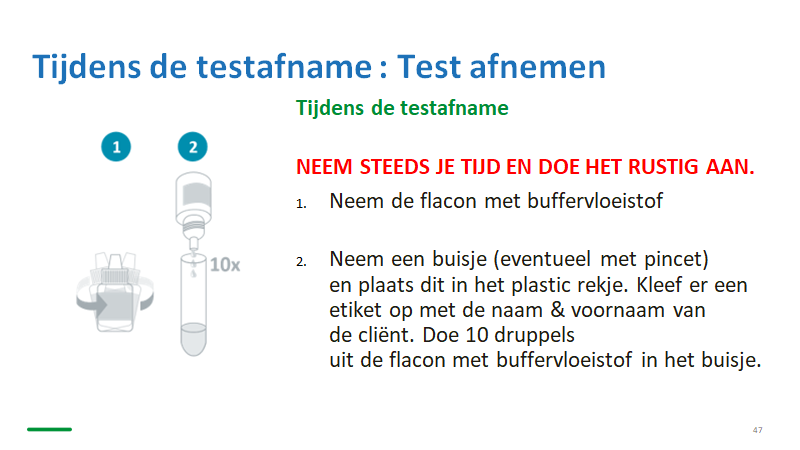 Tijdens de testafname : Test afnemen
Tijdens de testafname
1
2
10x
NEEM STEEDS JE TIJD EN DOE HET RUSTIG AAN.
1. Neem de flacon met buffervloeistof
2. Neem een buisje (eventueel met pincet)
en plaats dit in het plastic rekje. Kleef er een
etiket op met de naam & voornaam van
de cliënt. Doe 10 druppels
uit de flacon met buffervloeistof in het buisje.
47